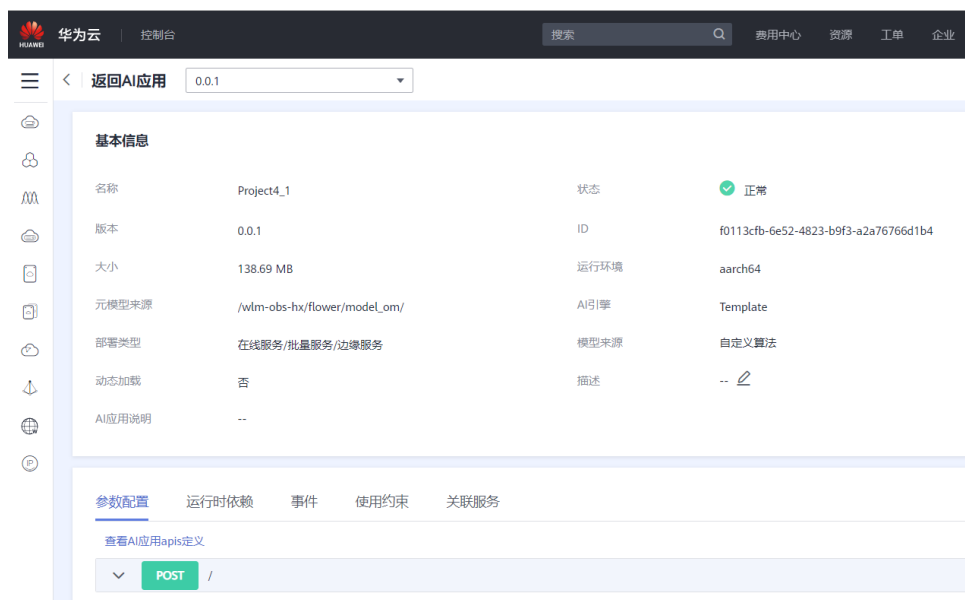 HUAWEI 华为云 控制台 搜索 费用中心 资源 工单 企业
返回AI应用 0.0.1
基本信息
名称 Project4_1 状态 正常
版本 0.0.1 ID f0113cfb-6e52-4823-b9f3-a2a76766d1b4
大小 138.69 MB 运行环境 aarch64
元模型来源 /wlm-obs-hx/flower/model_om/ AI引擎 Template
部署类型 在线服务/批量服务/边缘服务 模型来源 自定义算法
动态加载 否 描述 --
AI应用说明 --
参数配置 运行时依赖 事件 使用约束 关联服务
查看AI应用apis定义
POST /
IP